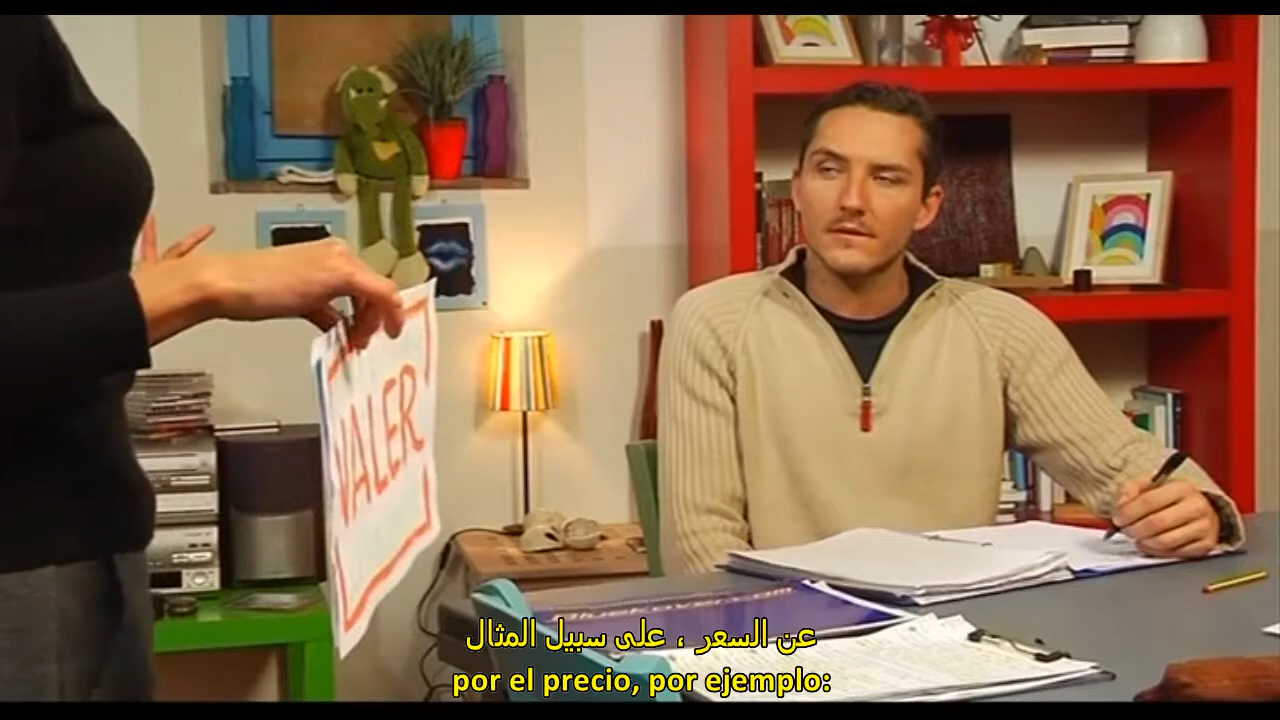 VALER
عن السعر ، على سبيل المثال
por el precio, por ejemplo: